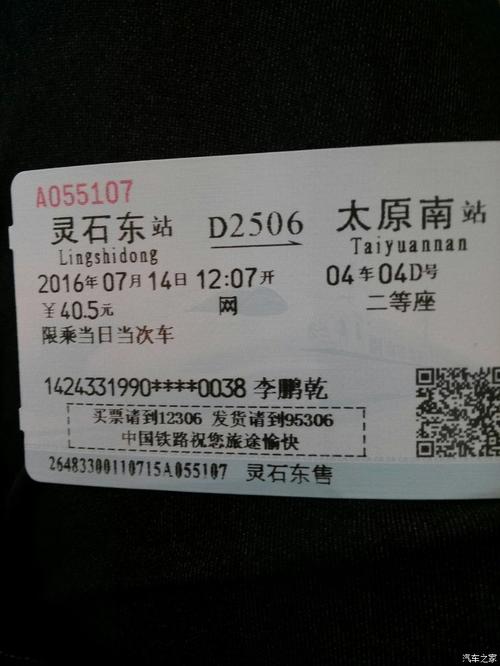 A055107
灵石东站 D2506 太原南站
Lingshidong Taiyuannan
2016年07月14日12:07开 04车04D号
￥40.5元 网 二等座
限乘当日当次车
1424331990****0038 李鹏乾
买票请到12306 发货请到95306
中国铁路祝您旅途愉快
26483300110715A055107 灵石东售
汽车之家